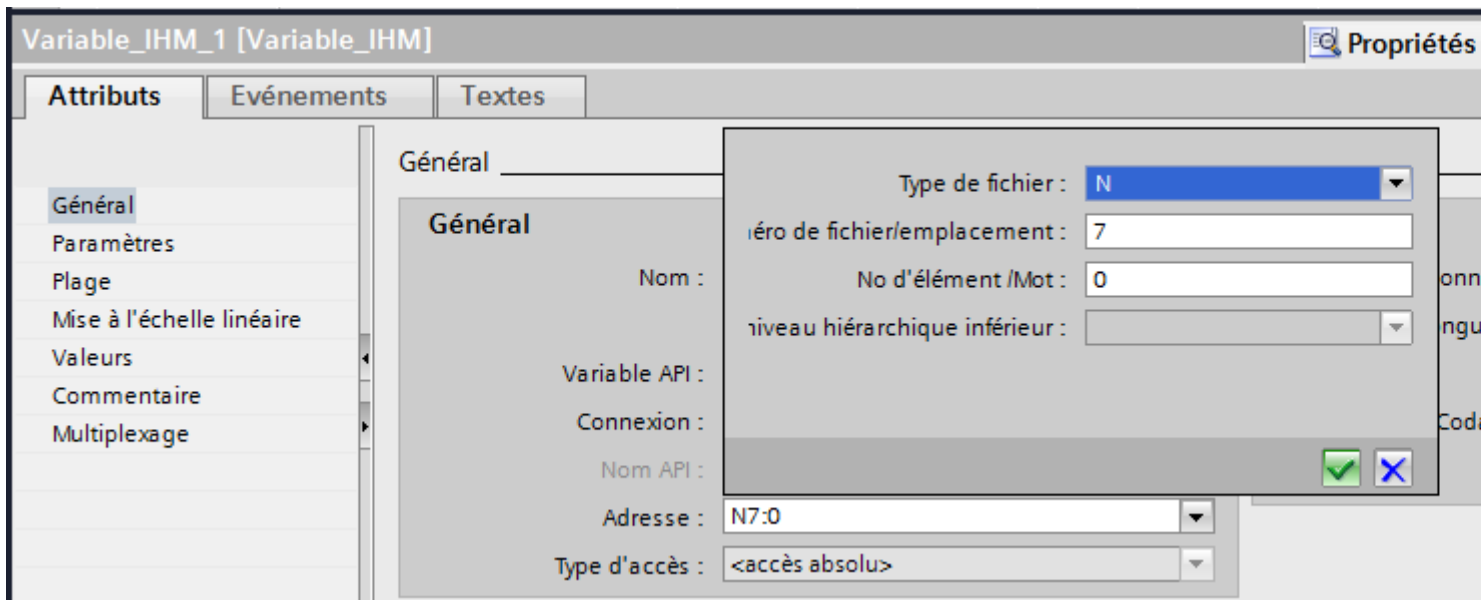 Variable_IHM_1 [Variable_IHM]
Propriétés
Attributs
Evénements
Textes
Général
Paramètres
Plage
Mise à l'échelle linéaire
Valeurs
Commentaire
Multiplexage
Général
Général
Nom :
Variable API :
Connexion :
Nom API :
Adresse : N7:0
Type d'accès : <accès absolu>
Type de fichier : N
éro de fichier/emplacement : 7
No d'élément /Mot : 0
niveau hiérarchique inférieur :
onn
ngu
Coda